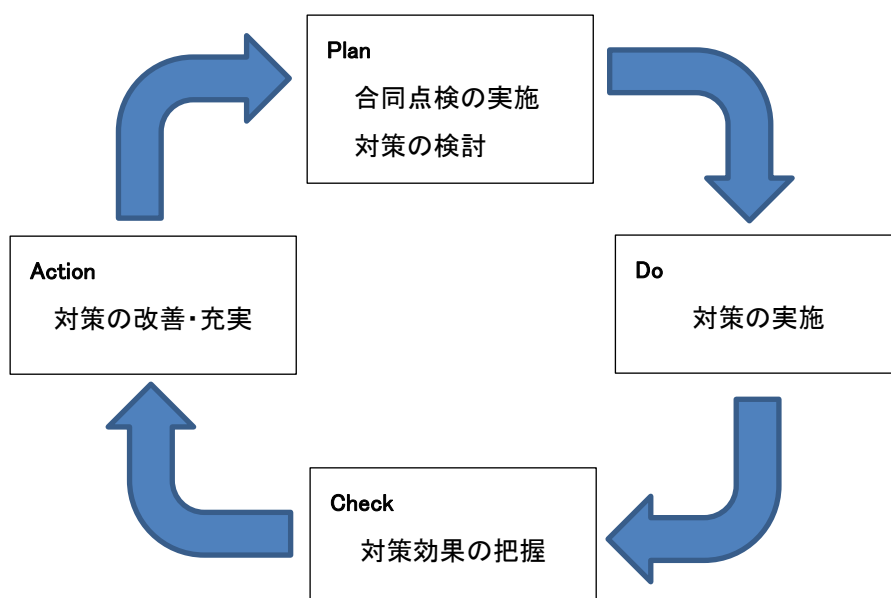 Plan
合同点検の実施
対策の検討
Do
対策の実施
Check
対策効果の把握
Action
対策の改善・充実